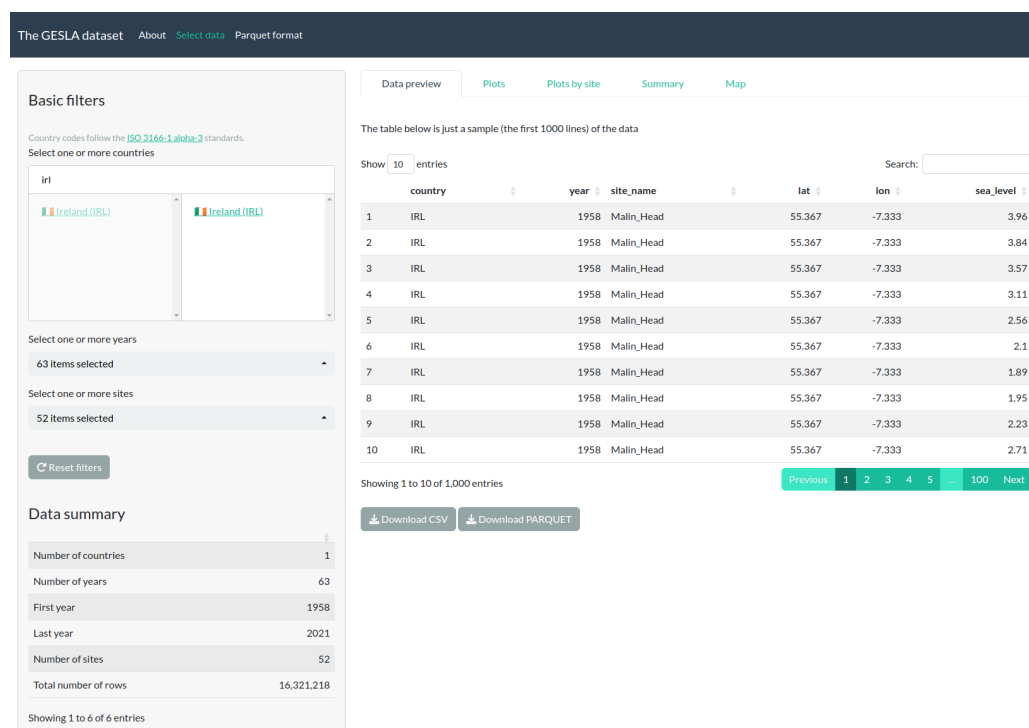 The GESLA dataset About Select data Parquet format
Basic filters
Country codes follow the ISO 3166-1 alpha-3 standards.
Select one or more countries
irl
Ireland (IRL) Ireland (IRL)
Select one or more years
63 items selected
Select one or more sites
52 items selected
Reset filters
Data summary
Number of countries 1
Number of years 63
First year 1958
Last year 2021
Number of sites 52
Total number of rows 16,321,218
Showing 1 to 6 of 6 entries
Data preview Plots Plots by site Summary Map
The table below is just a sample (the first 1000 lines) of the data
Show 10 entries Search:
country year site_name lat lon sea_level
1 IRL 1958 Malin_Head 55.367 -7.333 3.96
2 IRL 1958 Malin_Head 55.367 -7.333 3.84
3 IRL 1958 Malin_Head 55.367 -7.333 3.57
4 IRL 1958 Malin_Head 55.367 -7.333 3.11
5 IRL 1958 Malin_Head 55.367 -7.333 2.56
6 IRL 1958 Malin_Head 55.367 -7.333 2.1
7 IRL 1958 Malin_Head 55.367 -7.333 1.89
8 IRL 1958 Malin_Head 55.367 -7.333 1.95
9 IRL 1958 Malin_Head 55.367 -7.333 2.23
10 IRL 1958 Malin_Head 55.367 -7.333 2.71
Showing 1 to 10 of 1,000 entries Previous 1 2 3 4 5 ... 100 Next
Download CSV Download PARQUET